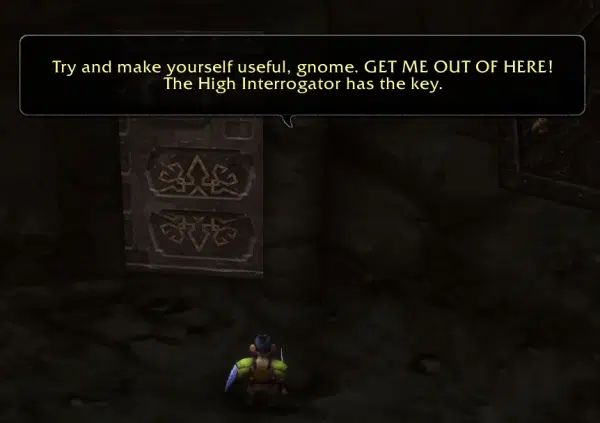 Try and make yourself useful, gnome. GET ME OUT OF HERE!
The High Interrogator has the key.